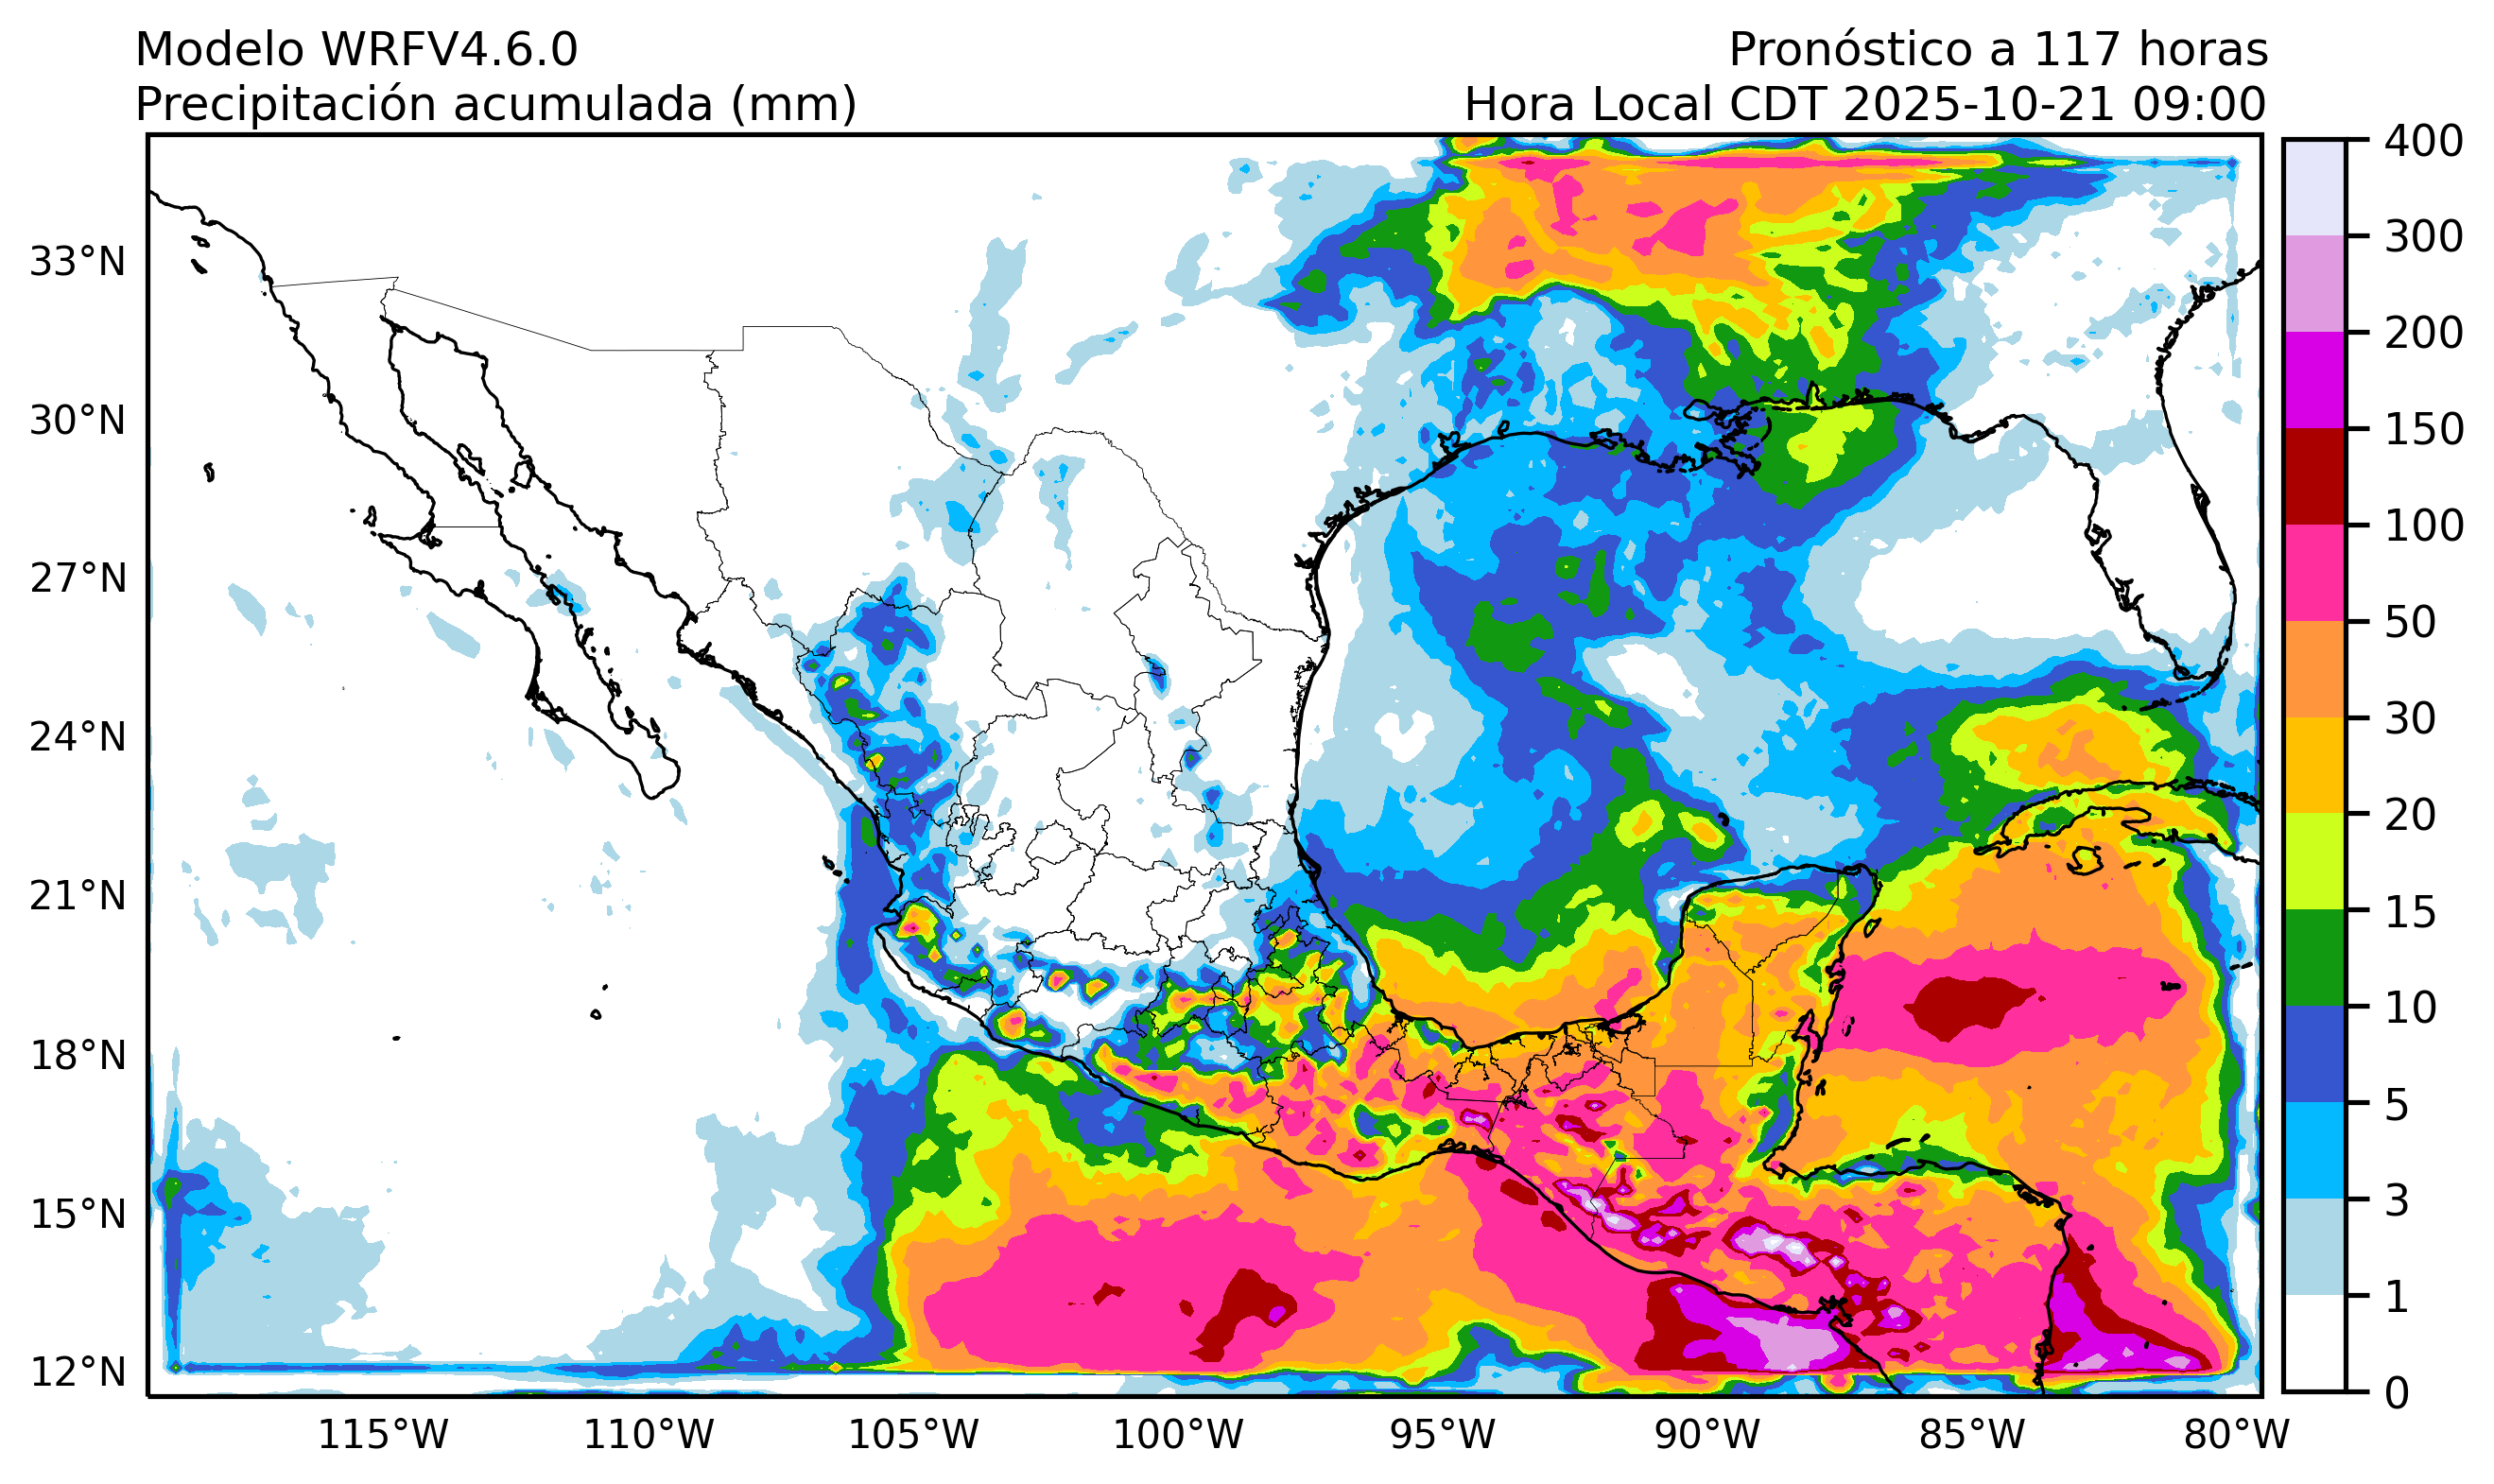 Modelo WRFV4.6.0
Pronóstico a 117 horas
Precipitación acumulada (mm)
Hora Local CDT 2025-10-21 09:00
400
300
200
150
100
50
30
20
15
10
5
3
1
0
33°N
30°N
27°N
24°N
21°N
18°N
15°N
12°N
115°W
110°W
105°W
100°W
95°W
90°W
85°W
80°W